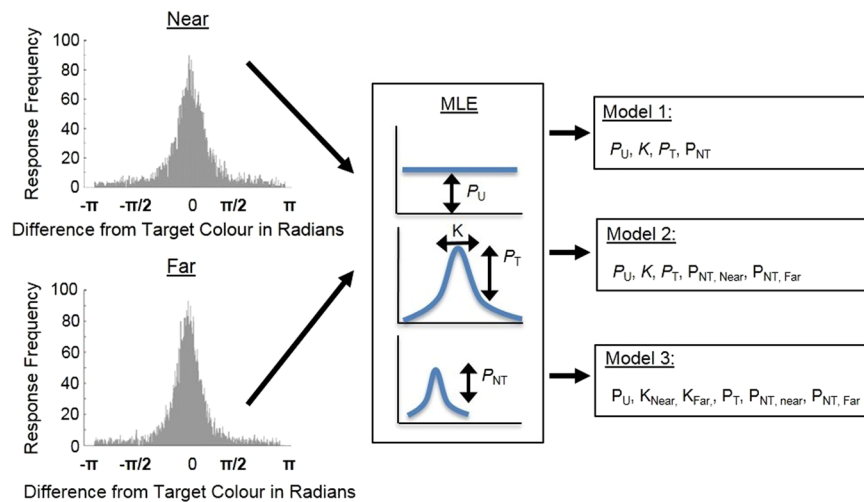 Near
Response Frequency
100
80
60
40
20
0
-π -π/2 0 π/2 π
Difference from Target Colour in Radians
Far
Response Frequency
100
80
60
40
20
0
-π -π/2 0 π/2 π
Difference from Target Colour in Radians
MLE
PU
K
PT
PNT
Model 1:
PU, K, PT, PNT
Model 2:
PU, K, PT, PNT, Near, PNT, Far
Model 3:
PU, KNear, KFar,, PT, PNT, near, PNT, Far